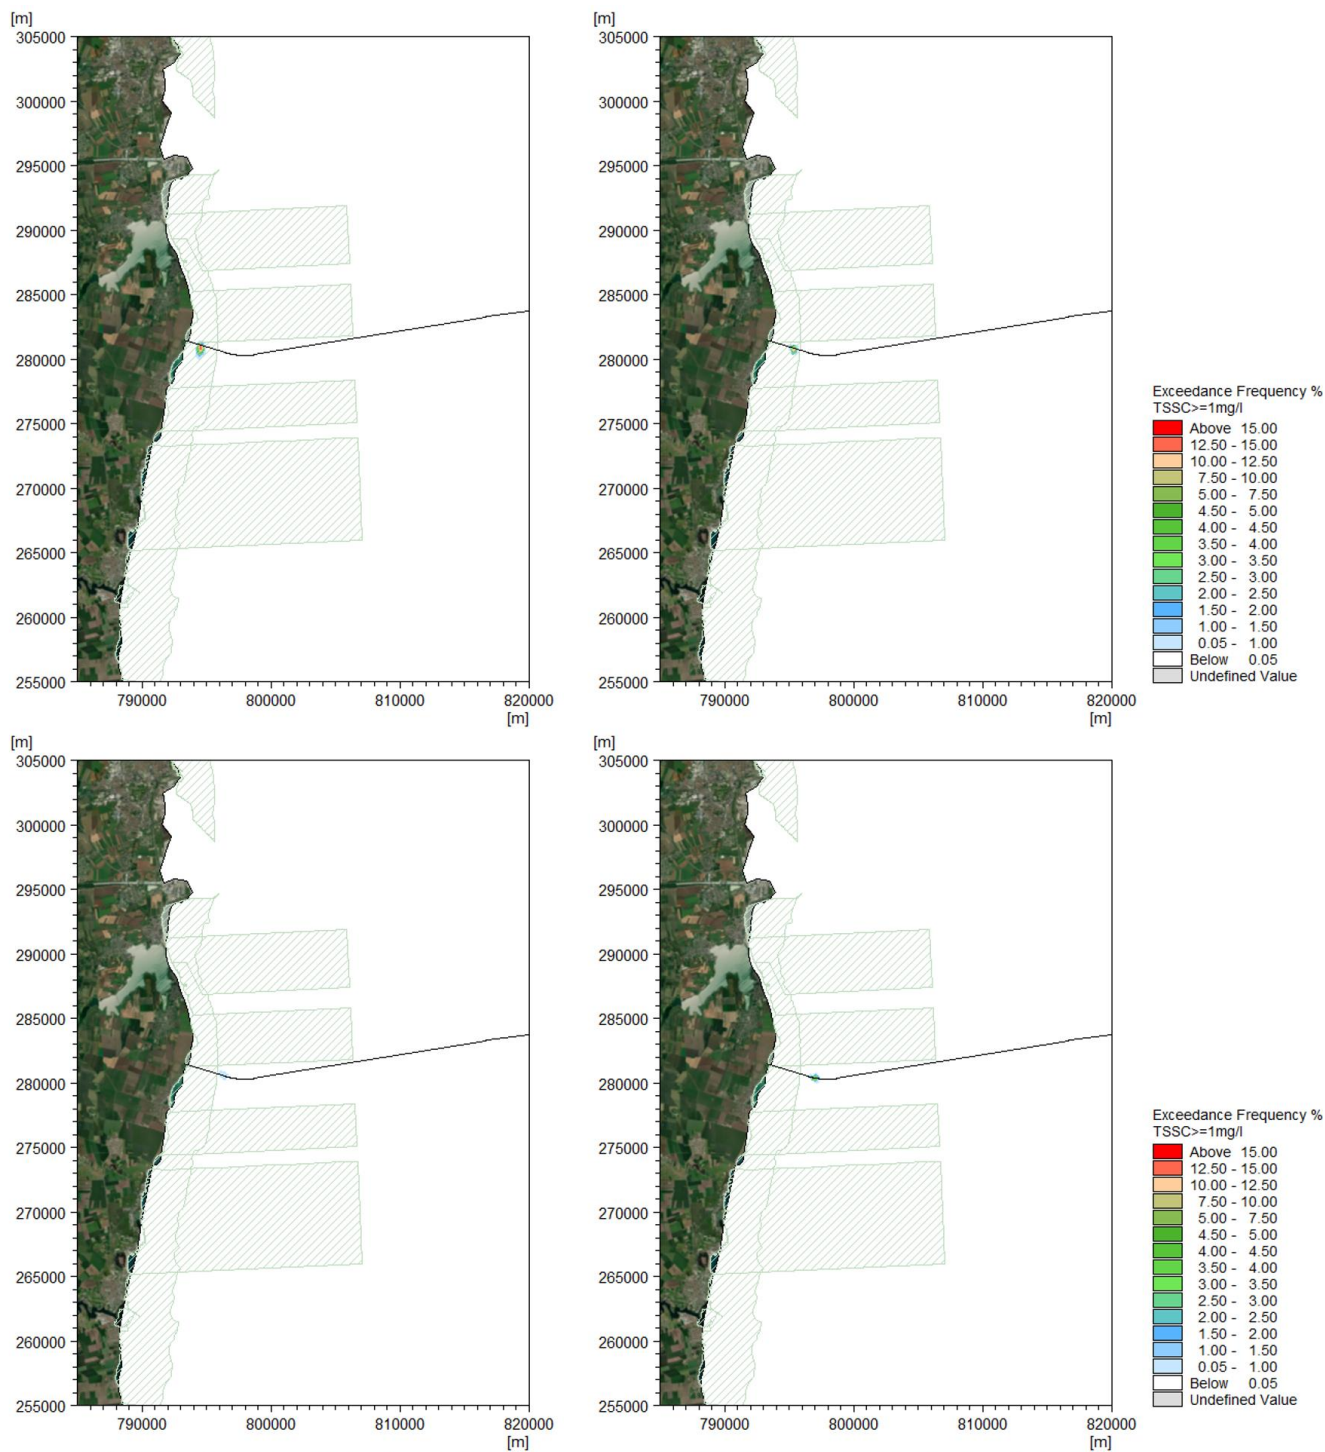 [m]
305000
300000
295000
290000
285000
280000
275000
270000
265000
260000
255000
790000
800000
810000
820000
[m]
[m]
305000
300000
295000
290000
285000
280000
275000
270000
265000
260000
255000
790000
800000
810000
820000
[m]
Exceedance Frequency %
TSSC>=1mg/l
Above 15.00
12.50 - 15.00
10.00 - 12.50
7.50 - 10.00
5.00 - 7.50
4.50 - 5.00
4.00 - 4.50
3.50 - 4.00
3.00 - 3.50
2.50 - 3.00
2.00 - 2.50
1.50 - 2.00
1.00 - 1.50
0.05 - 1.00
Below 0.05
Undefined Value
[m]
305000
300000
295000
290000
285000
280000
275000
270000
265000
260000
255000
790000
800000
810000
820000
[m]
[m]
305000
300000
295000
290000
285000
280000
275000
270000
265000
260000
255000
790000
800000
810000
820000
[m]
Exceedance Frequency %
TSSC>=1mg/l
Above 15.00
12.50 - 15.00
10.00 - 12.50
7.50 - 10.00
5.00 - 7.50
4.50 - 5.00
4.00 - 4.50
3.50 - 4.00
3.00 - 3.50
2.50 - 3.00
2.00 - 2.50
1.50 - 2.00
1.00 - 1.50
0.05 - 1.00
Below 0.05
Undefined Value